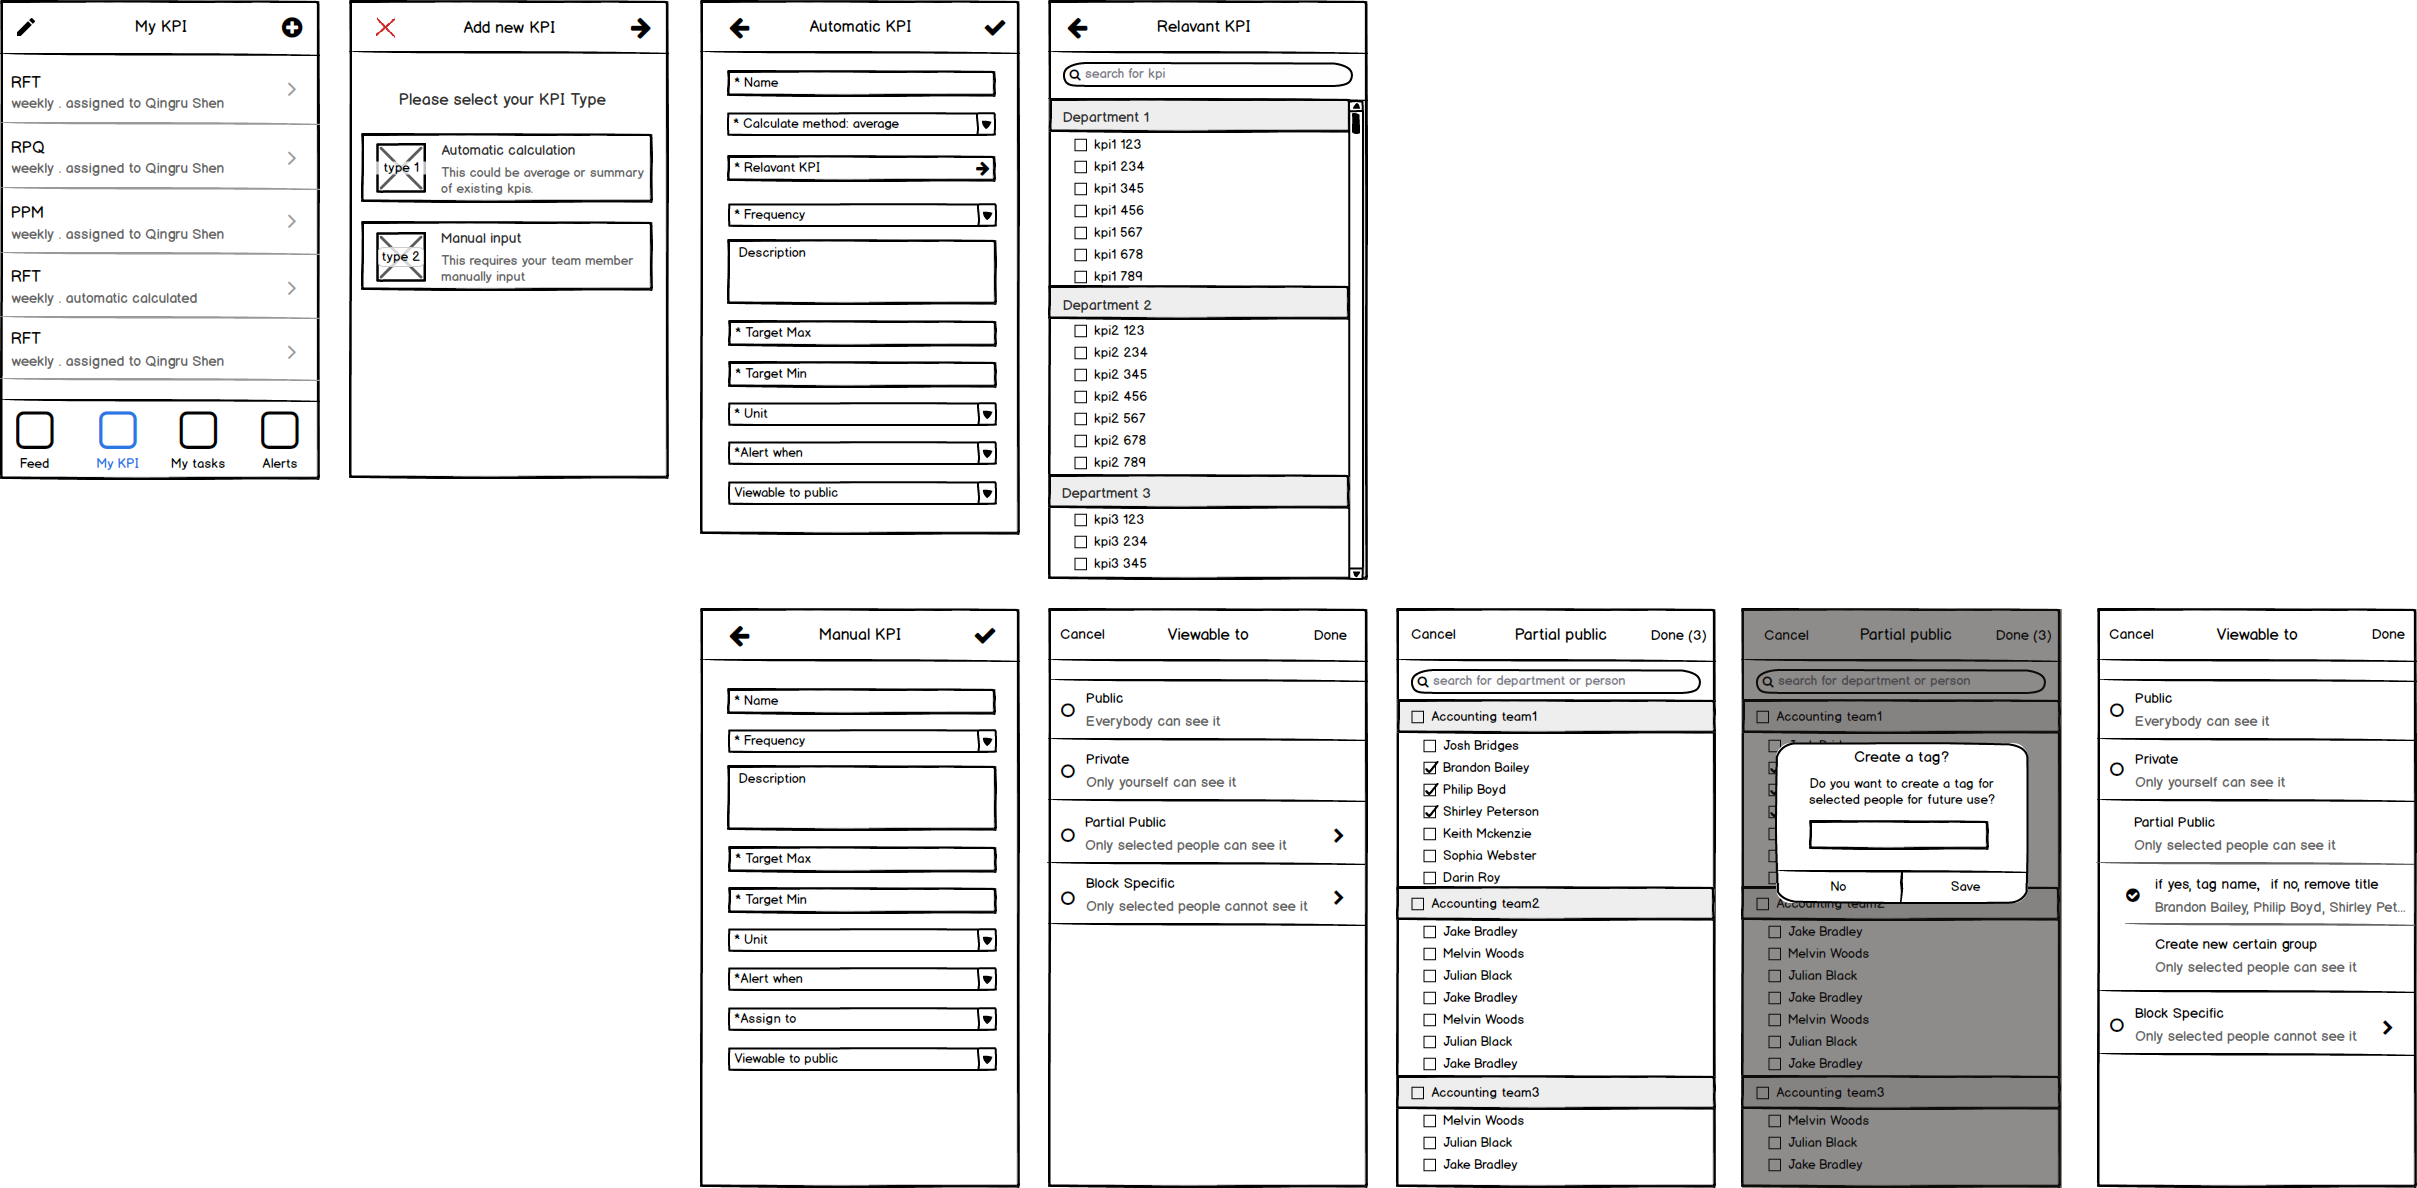 My KPI
RFT
weekly . assigned to Qingru Shen
RPQ
weekly . assigned to Qingru Shen
PPM
weekly . assigned to Qingru Shen
RFT
weekly . automatic calculated
RFT
weekly . assigned to Qingru Shen
Feed
My KPI
My tasks
Alerts
Add new KPI
Please select your KPI Type
type 1
Automatic calculation
This could be average or summary
of existing kpis.
type 2
Manual input
This requires your team member
manually input
Automatic KPI
* Name
* Calculate method: average
* Relavant KPI
* Frequency
Description
* Target Max
* Target Min
* Unit
*Alert when
Viewable to public
Relavant KPI
search for kpi
Department 1
kpi1 123
kpi1 234
kpi1 345
kpi1 456
kpi1 567
kpi1 678
kpi1 789
Department 2
kpi2 123
kpi2 234
kpi2 345
kpi2 456
kpi2 567
kpi2 678
kpi2 789
Department 3
kpi3 123
kpi3 234
kpi3 345
Manual KPI
* Name
* Frequency
Description
* Target Max
* Target Min
* Unit
*Alert when
*Assign to
Viewable to public
Cancel
Viewable to
Done
Public
Everybody can see it
Private
Only yourself can see it
Partial Public
Only selected people can see it
Block Specific
Only selected people cannot see it
Cancel
Partial public
Done (3)
search for department or person
Accounting team1
Josh Bridges
Brandon Bailey
Philip Boyd
Shirley Peterson
Keith Mckenzie
Sophia Webster
Darin Roy
Accounting team2
Jake Bradley
Melvin Woods
Julian Black
Jake Bradley
Melvin Woods
Julian Black
Jake Bradley
Accounting team3
Melvin Woods
Julian Black
Jake Bradley
Cancel
Partial public
Done (3)
search for department or person
Accounting team1
Create a tag?
Do you want to create a tag for
selected people for future use?
No
Save
Accounting team2
Jake Bradley
Melvin Woods
Julian Black
Jake Bradley
Melvin Woods
Julian Black
Jake Bradley
Accounting team3
Melvin Woods
Julian Black
Jake Bradley
Cancel
Viewable to
Done
Public
Everybody can see it
Private
Only yourself can see it
Partial Public
Only selected people can see it
if yes, tag name, if no, remove title
Brandon Bailey, Philip Boyd, Shirley Pet...
Create new certain group
Only selected people can see it
Block Specific
Only selected people cannot see it